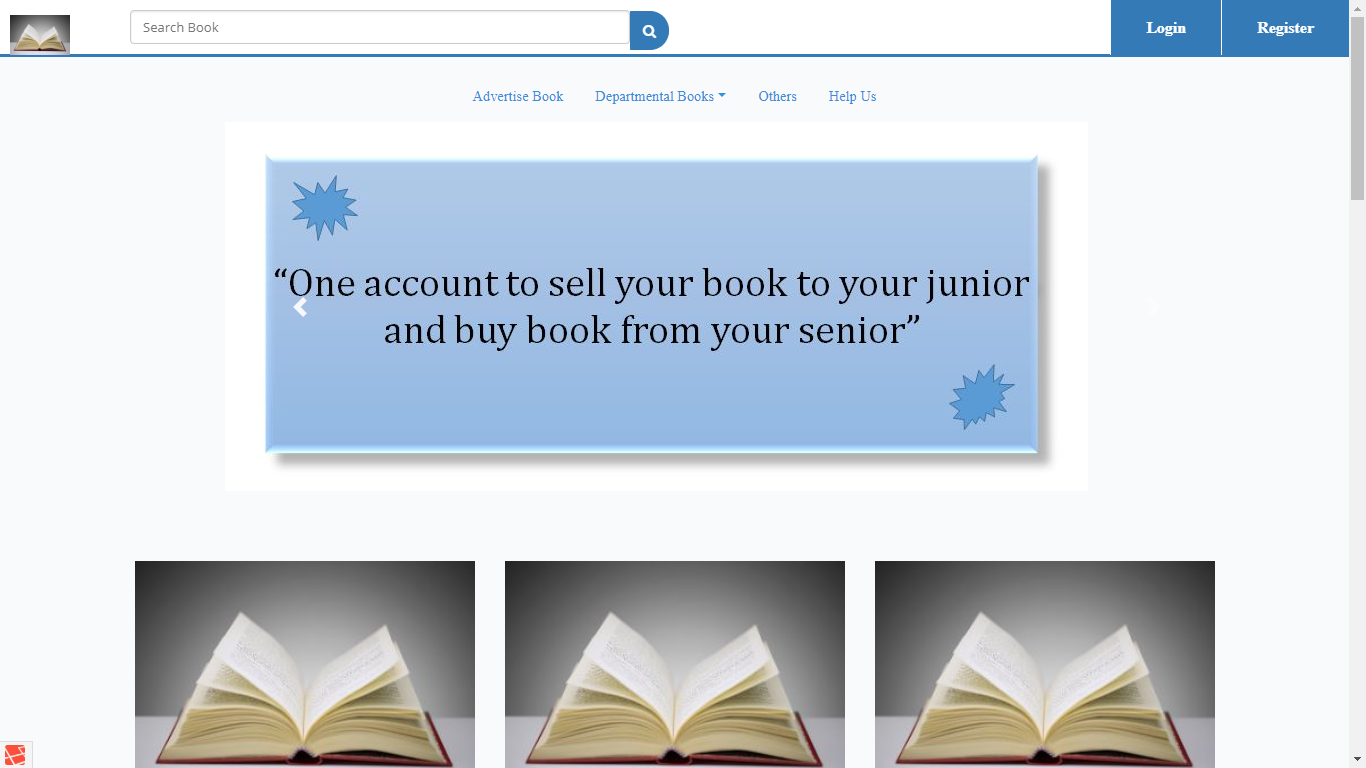 Search Book
Login
Register
Advertise Book
Departmental Books
Others
Help Us
“One account to sell your book to your junior
and buy book from your senior”